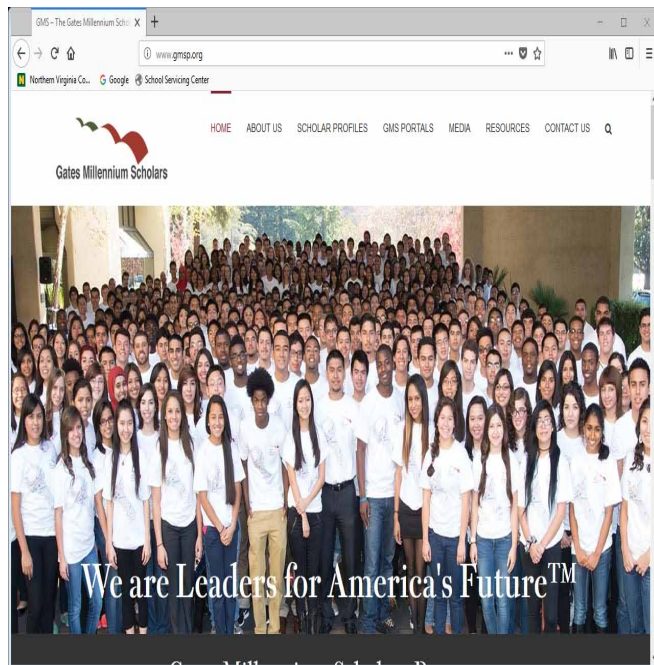 GMS – The Gates Millennium Schol
www.gmsp.org
Northern Virginia Co... Google School Servicing Center
HOME ABOUT US SCHOLAR PROFILES GMS PORTALS MEDIA RESOURCES CONTACT US
Gates Millennium Scholars
We are Leaders for America's Future™